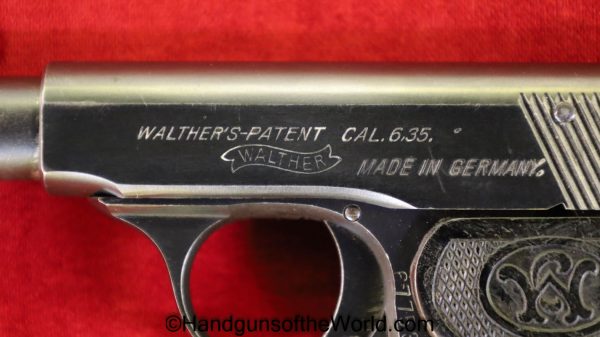 WALTHER'S-PATENT CAL. 6,35.
WALTHER
MADE IN GERMANY.
©HandgunsoftheWorld.com